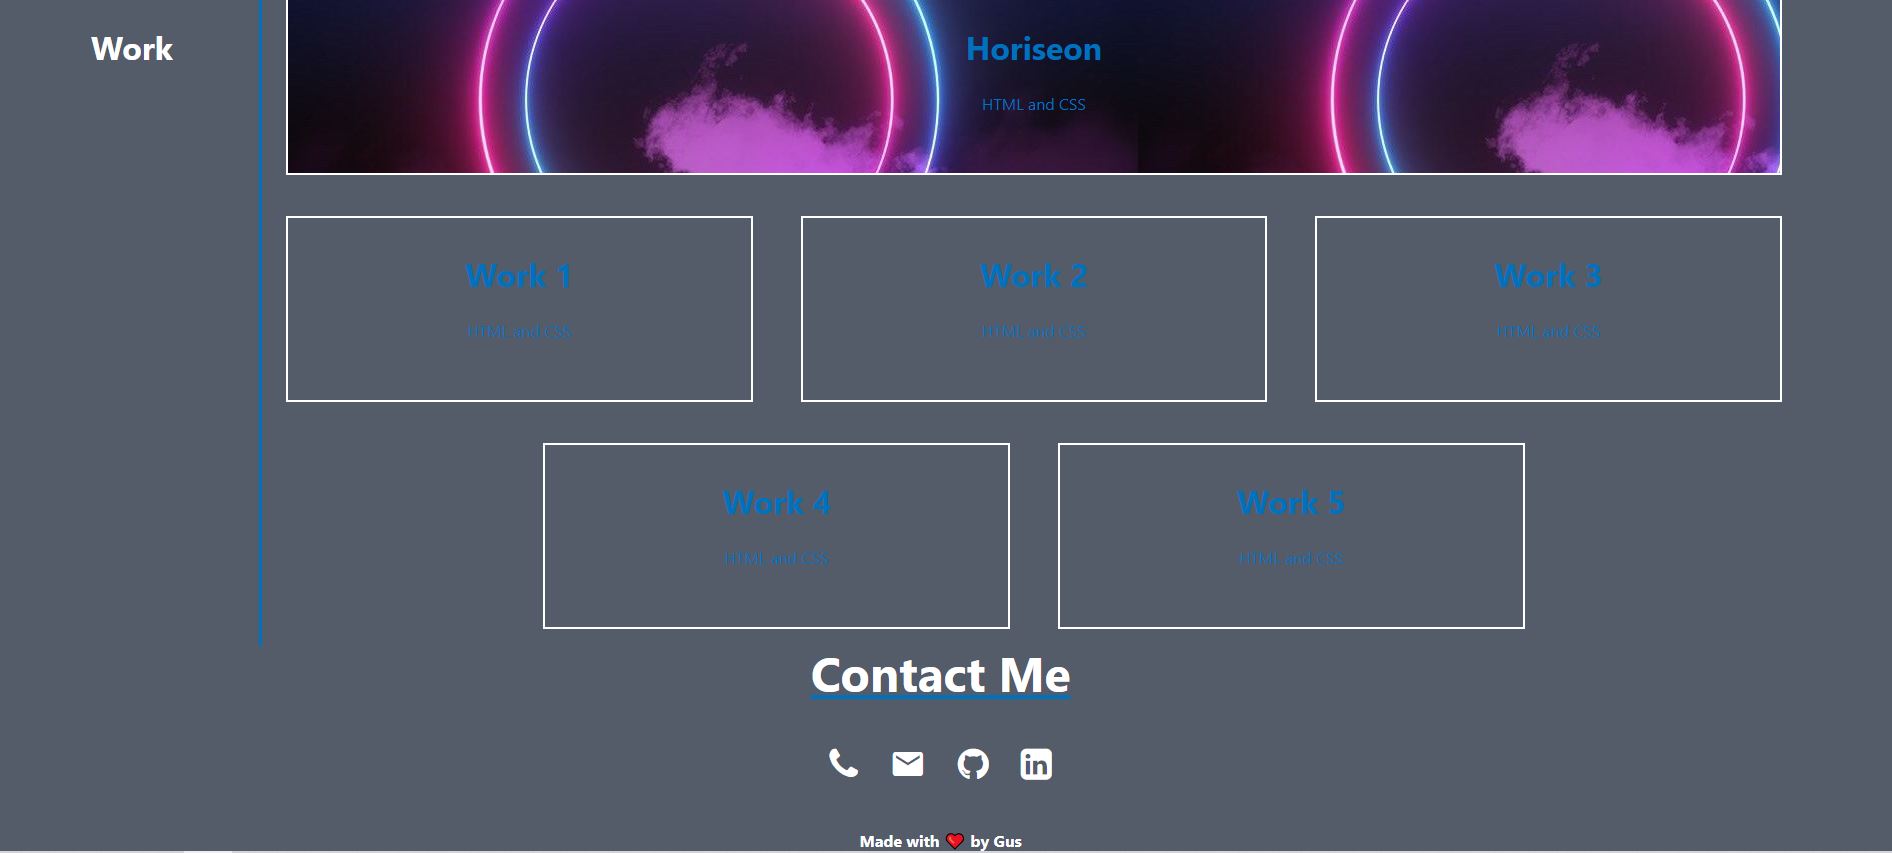 Work
Horiseon
HTML and CSS
Work 1
HTML and CSS
Work 2
HTML and CSS
Work 3
HTML and CSS
Work 4
HTML and CSS
Work 5
HTML and CSS
Contact Me
in
Made with ❤️ by Gus